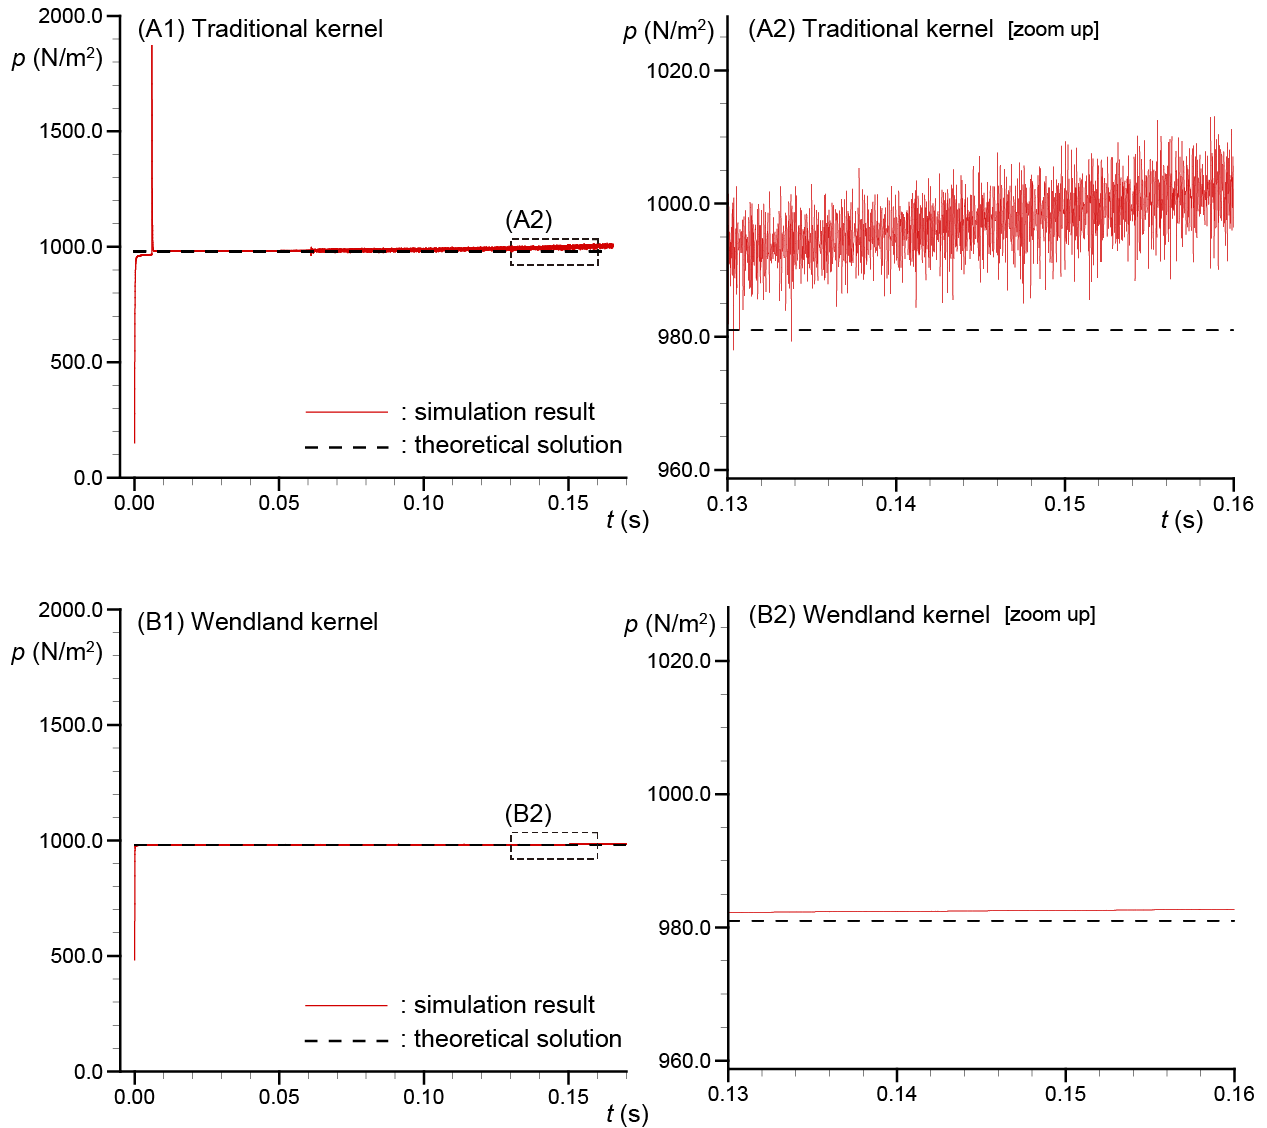 (A1) Traditional kernel
p (N/m²)
2000.0
1500.0
1000.0
500.0
0.0
(A2)
: simulation result
: theoretical solution
0.00 0.05 0.10 0.15
t (s)
(A2) Traditional kernel [zoom up]
p (N/m²)
1020.0
1000.0
980.0
960.0
0.13 0.14 0.15 0.16
t (s)
(B1) Wendland kernel
p (N/m²)
2000.0
1500.0
1000.0
500.0
0.0
(B2)
: simulation result
: theoretical solution
0.00 0.05 0.10 0.15
t (s)
(B2) Wendland kernel [zoom up]
p (N/m²)
1020.0
1000.0
980.0
960.0
0.13 0.14 0.15 0.16
t (s)